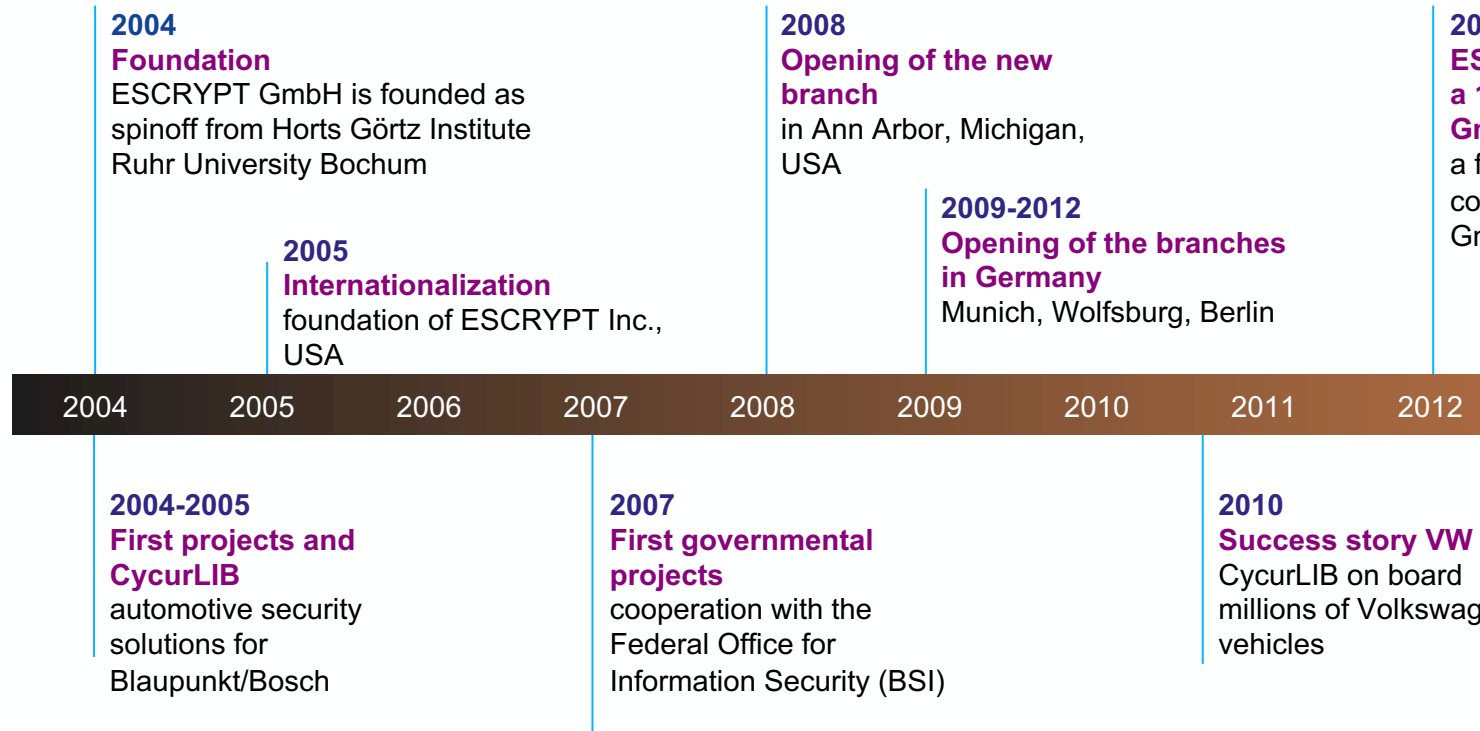 2004
Foundation
ESCRYPT GmbH is founded as
spinoff from Horts Görtz Institute
Ruhr University Bochum
2005
Internationalization
foundation of ESCRYPT Inc.,
USA
2008
Opening of the new
branch
in Ann Arbor, Michigan,
USA
2009-2012
Opening of the branches
in Germany
Munich, Wolfsburg, Berlin
a
2004 2005 2006 2007 2008 2009 2010 2011 2012
2004-2005
First projects and
CycurLIB
automotive security
solutions for
Blaupunkt/Bosch
2007
First governmental
projects
cooperation with the
Federal Office for
Information Security (BSI)
2010
Success story VW
CycurLIB on board
millions of
vehicles